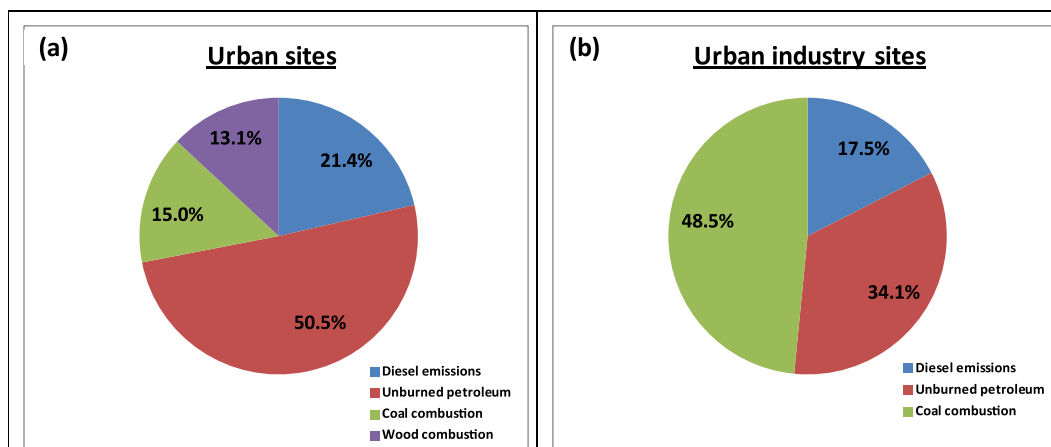 (a)
Urban sites
13.1%
21.4%
15.0%
50.5%
Diesel emissions
Unburned petroleum
Coal combustion
Wood combustion
(b)
Urban industry sites
17.5%
48.5%
34.1%
Diesel emissions
Unburned petroleum
Coal combustion